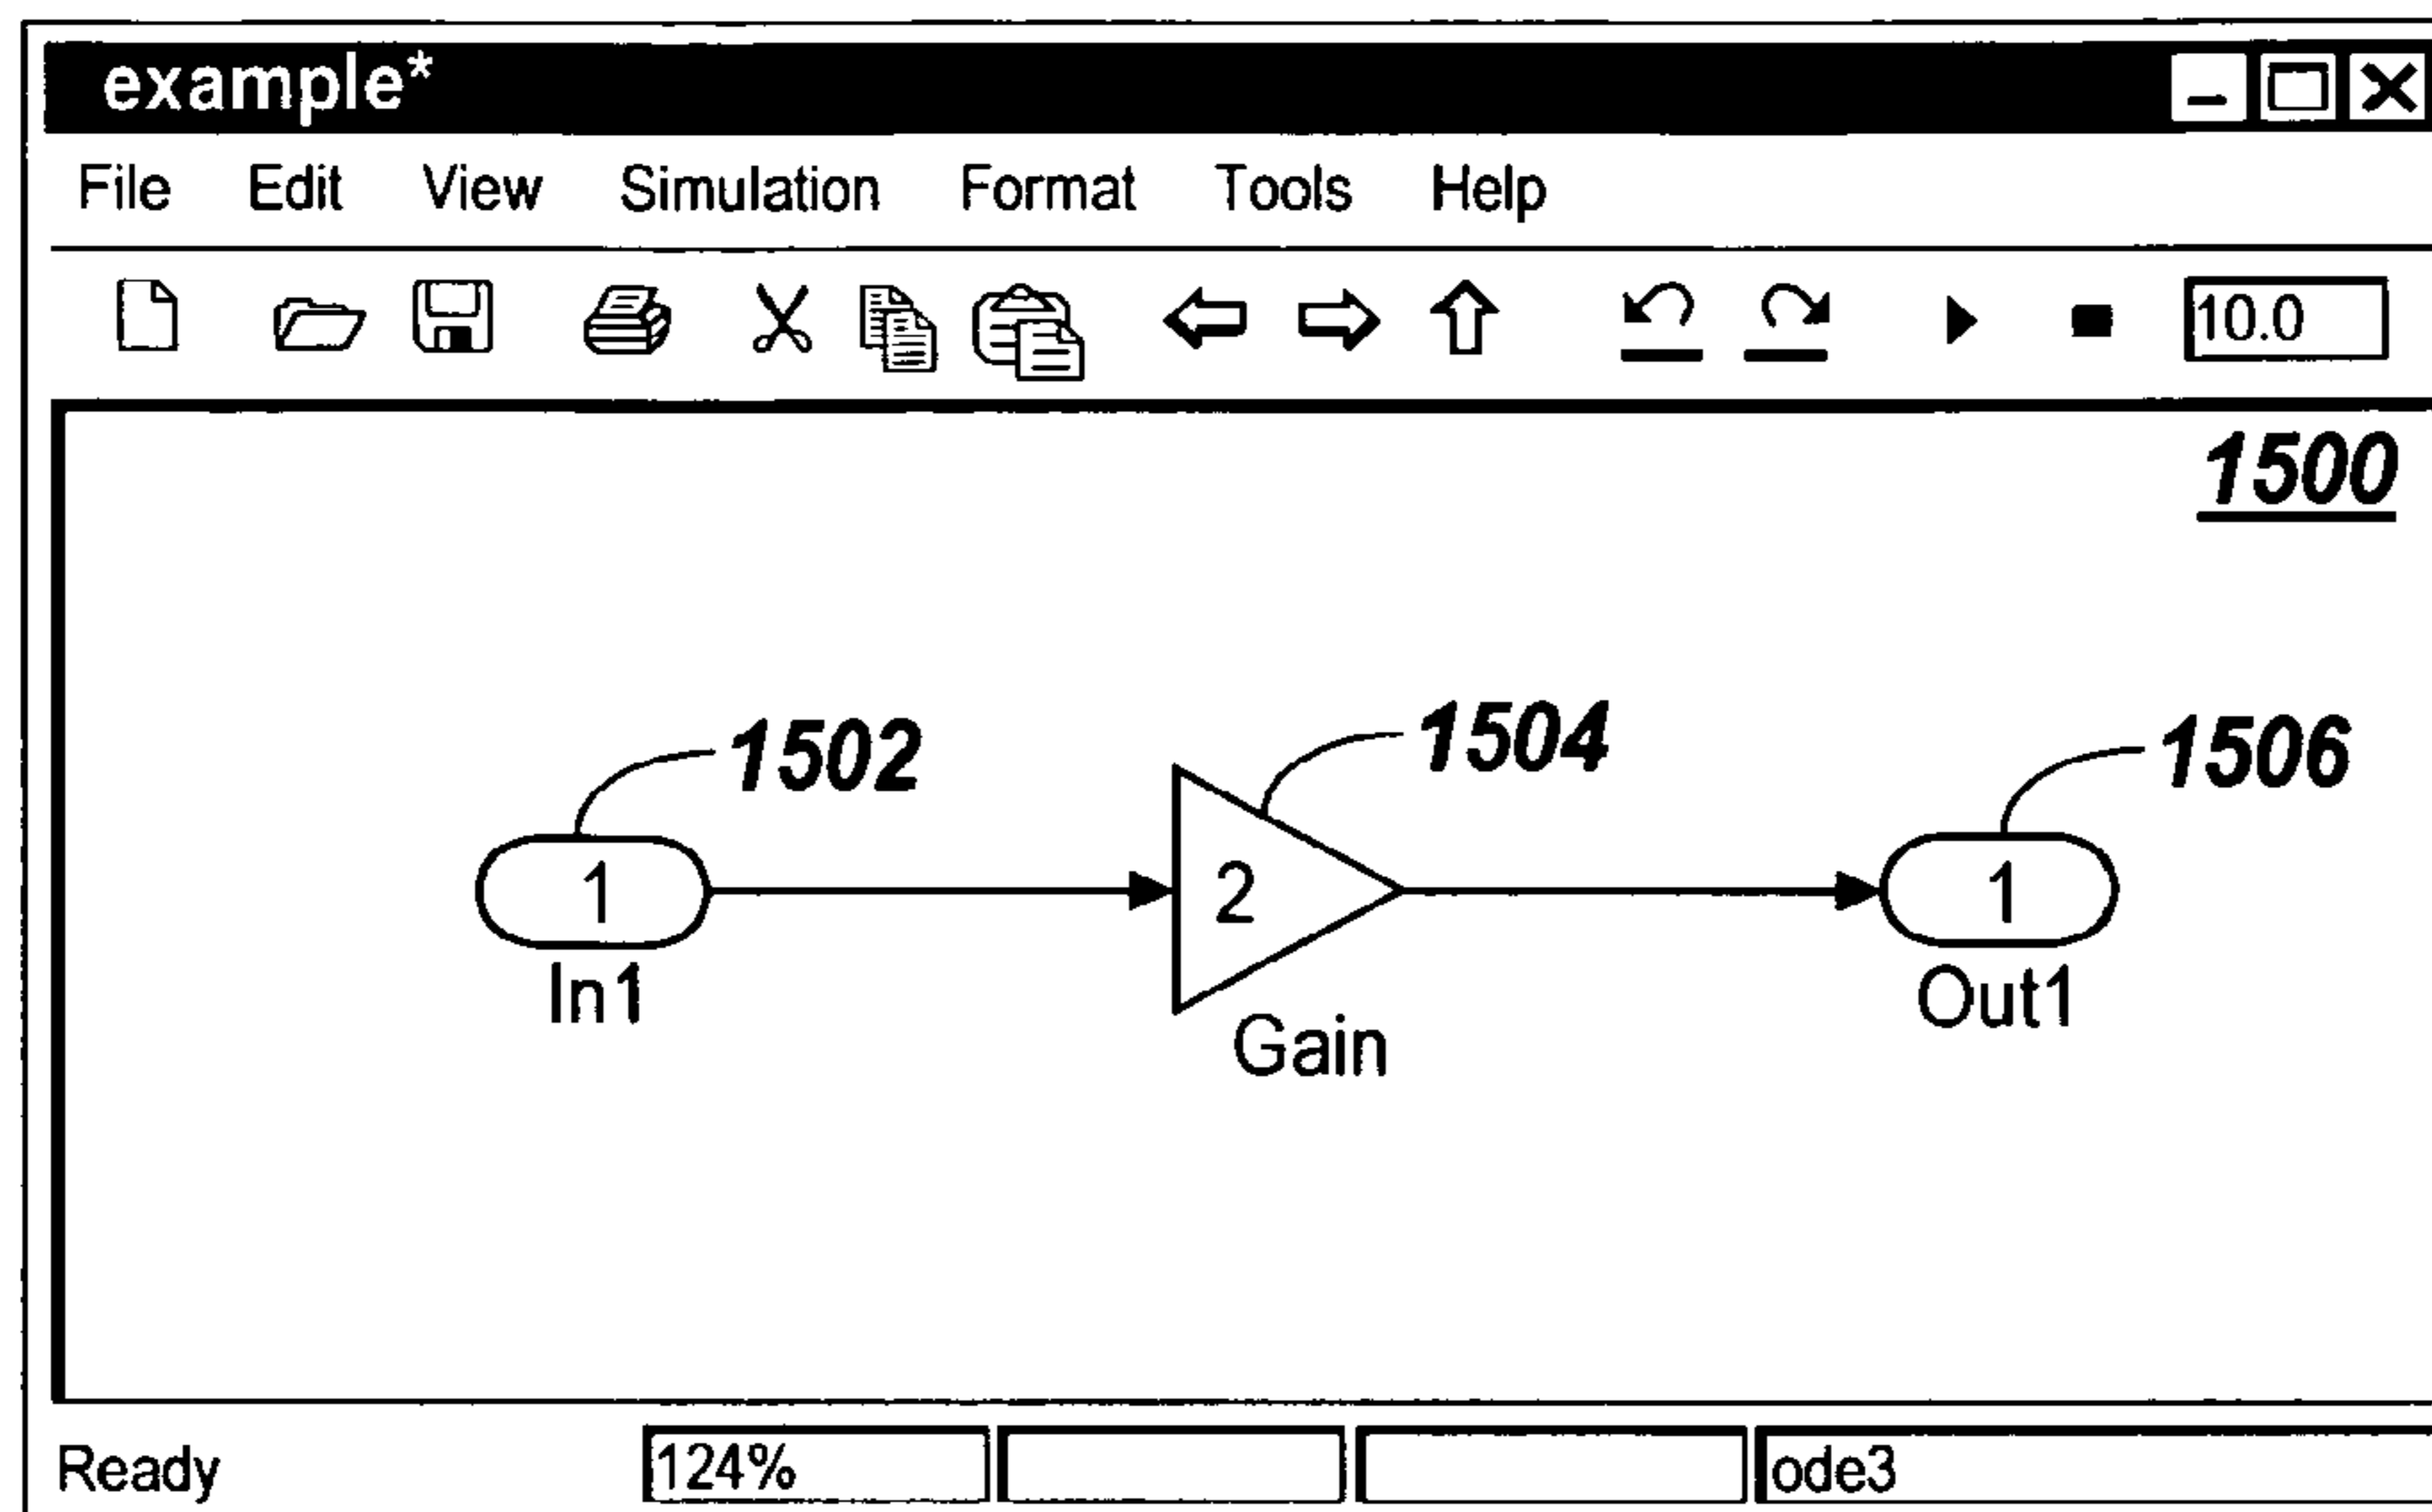 example*
File Edit View Simulation Format Tools Help
10.0
1500
1502 1504 1506
1 2 1
In1 Gain Out1
Ready 124% ode3